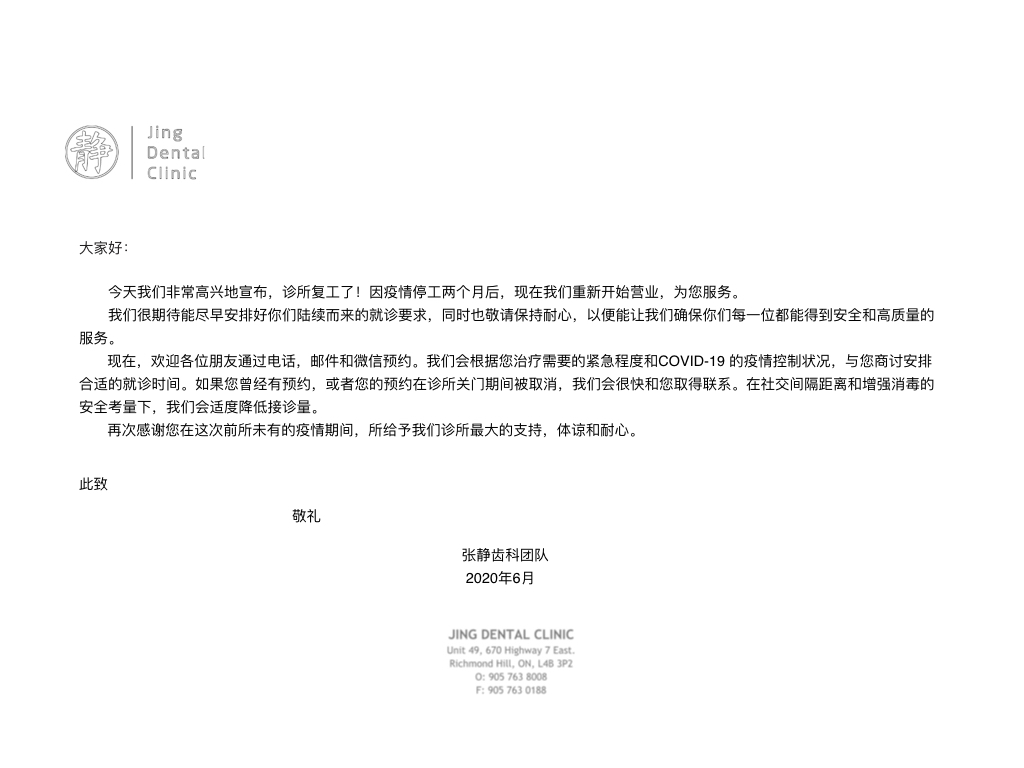 静
Jing
Dental
Clinic
大家好：
今天我们非常高兴地宣布，诊所复工了！因疫情停工两个月后，现在我们重新开始营业，为您服务。
我们很期待能尽早安排好你们陆续而来的就诊要求，同时也敬请保持耐心，以便能让我们确保你们每一位都能得到安全和高质量的
服务。
现在，欢迎各位朋友通过电话，邮件和微信预约。我们会根据您治疗需要的紧急程度和COVID-19 的疫情控制状况，与您商讨安排
合适的就诊时间。如果您曾经有预约，或者您的预约在诊所关门期间被取消，我们会很快和您取得联系。在社交间隔距离和增强消毒的
安全考量下，我们会适度降低接诊量。
再次感谢您在这次前所未有的疫情期间，所给予我们诊所最大的支持，体谅和耐心。
此致
敬礼
张静齿科团队
2020年6月
JING DENTAL CLINIC
Unit 49, 670 Highway 7 East.
Richmond Hill, ON, L4B 3P2
O: 905 763 8008
F: 905 763 0188